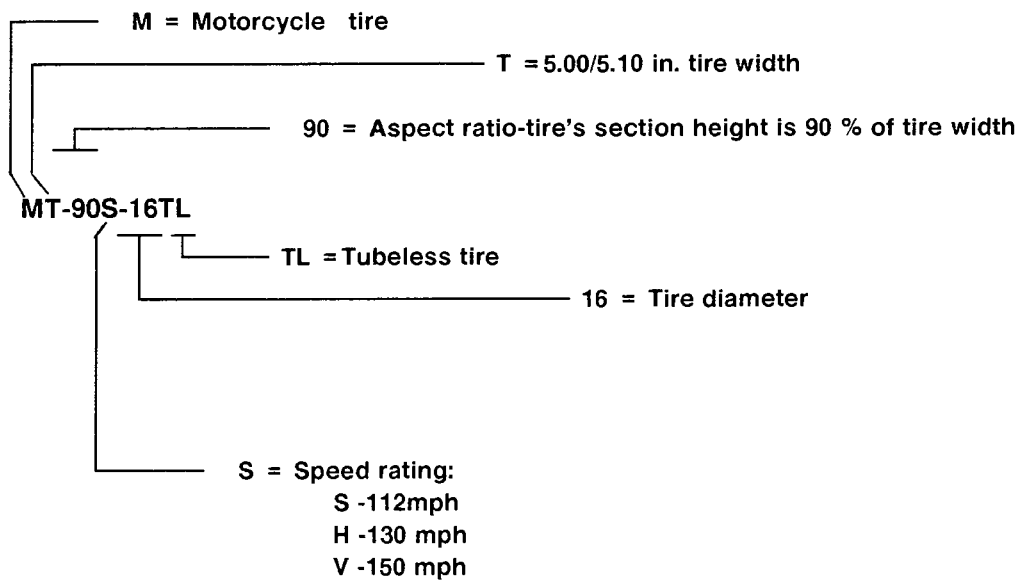 M = Motorcycle tire
T = 5.00/5.10 in. tire width
90 = Aspect ratio-tire's section height is 90 % of tire width
MT-90S-16TL
TL = Tubeless tire
16 = Tire diameter
S = Speed rating:
S -112mph
H -130 mph
V -150 mph